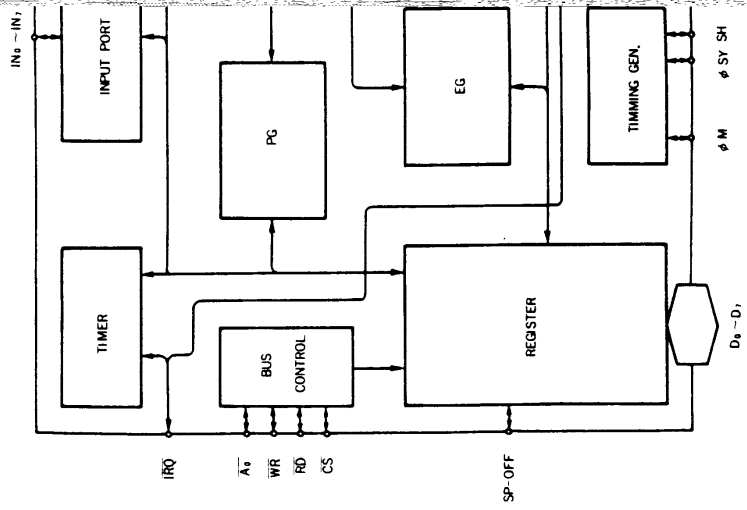 IN₀ ~ IN₇
INPUT PORT
PG
EG
TIMMING GEN.
φ SY SH
φ M
TIMER
BUS
CONTROL
REGISTER
D₀ ~ D₇
IRQ
A₀
WR
RD
CS
SP-OFF